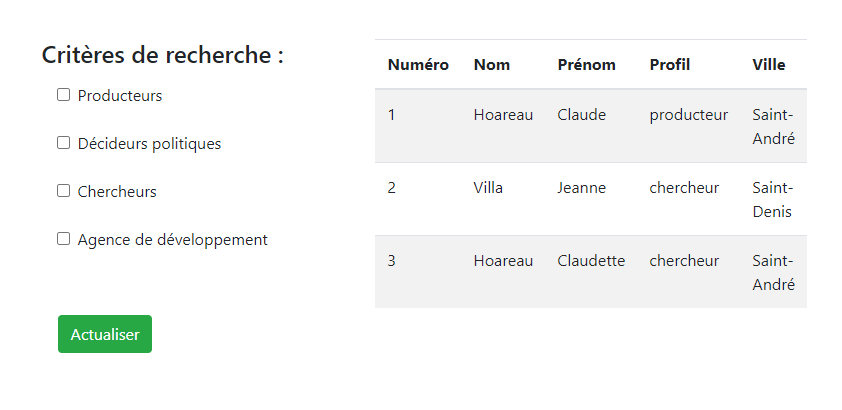 Critères de recherche :
Producteurs
Décideurs politiques
Chercheurs
Agence de développement
Actualiser
Numéro Nom Prénom Profil Ville
1 Hoareau Claude producteur Saint-
André
2 Villa Jeanne chercheur Saint-
Denis
3 Hoareau Claudette chercheur Saint-
André